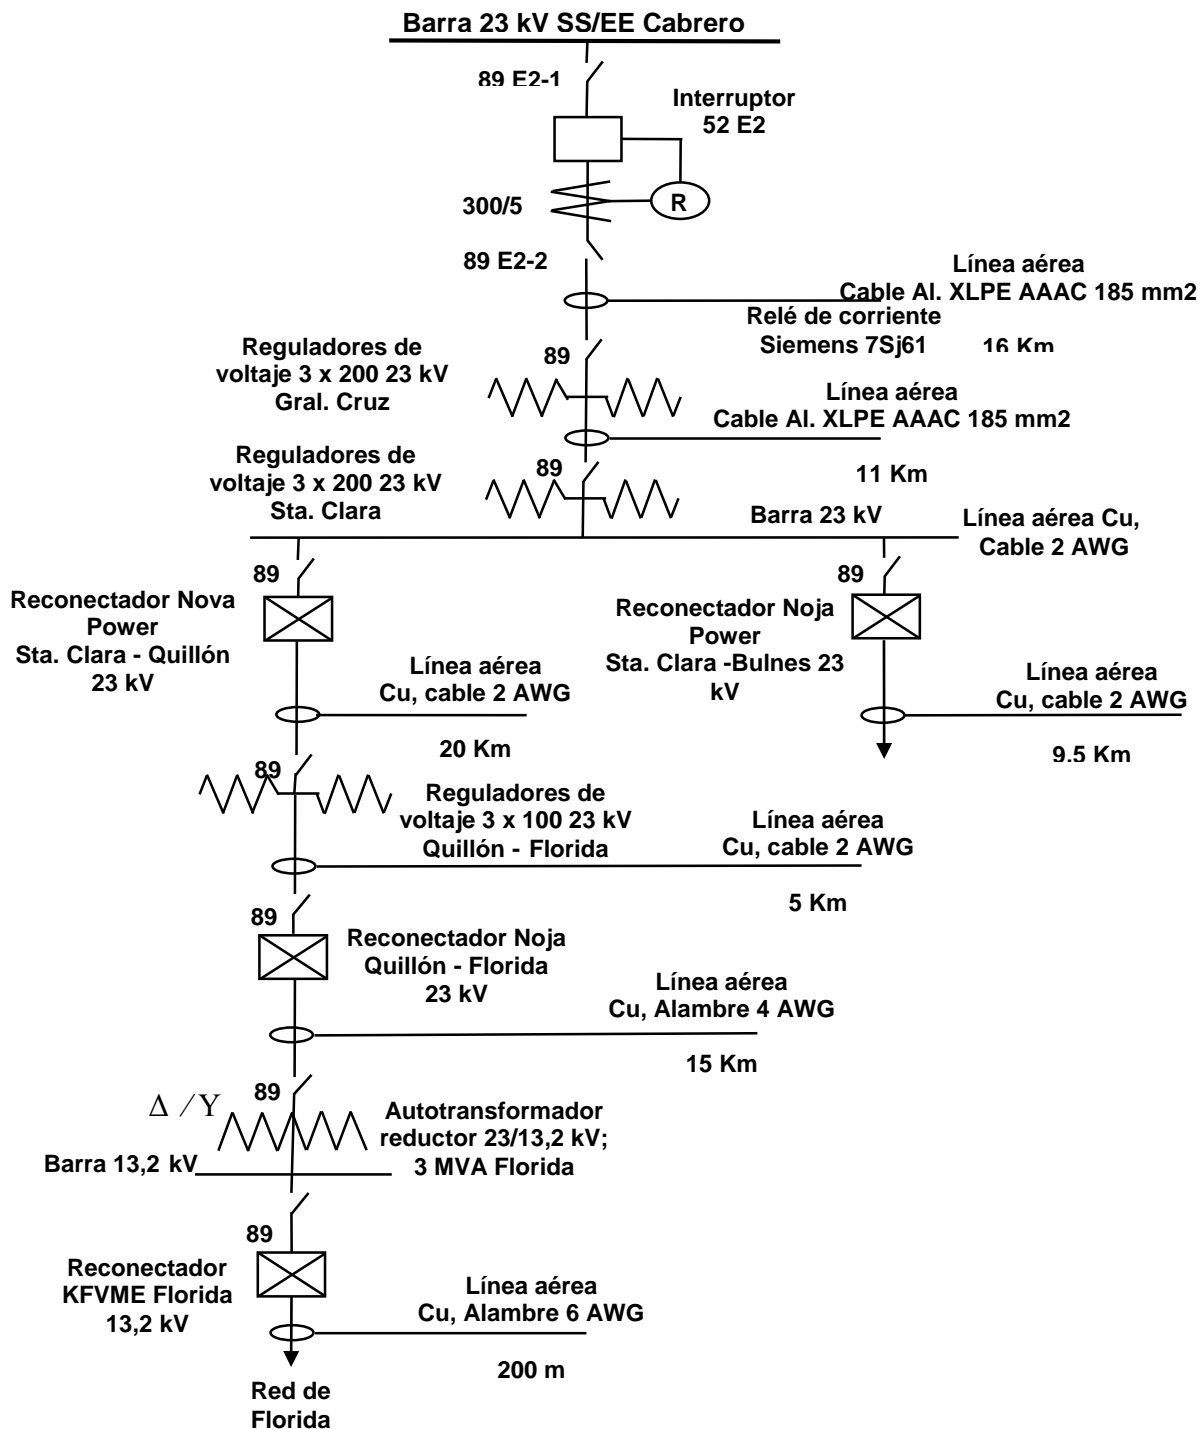 Barra 23 kV SS/EE Cabrero
89 E2-1
Interruptor
52 E2
300/5
R
89 E2-2
Línea aérea
Cable Al. XLPE AAAC 185 mm2
Relé de corriente
Siemens 7Sj61
16 Km
Reguladores de
voltaje 3 x 200 23 kV
Gral. Cruz
89
Línea aérea
Cable Al. XLPE AAAC 185 mm2
11 Km
Reguladores de
voltaje 3 x 200 23 kV
Sta. Clara
89
Barra 23 kV
Línea aérea Cu,
Cable 2 AWG
89
Reconectador Nova
Power
Sta. Clara - Quillón
23 kV
89
Reconectador Noja
Power
Sta. Clara -Bulnes 23
kV
Línea aérea
Cu, cable 2 AWG
20 Km
Línea aérea
Cu, cable 2 AWG
9.5 Km
89
Reguladores de
voltaje 3 x 100 23 kV
Quillón - Florida
Línea aérea
Cu, cable 2 AWG
5 Km
89
Reconectador Noja
Quillón - Florida
23 kV
Línea aérea
Cu, Alambre 4 AWG
15 Km
89
Δ /Y
Autotransformador
reductor 23/13,2 kV;
3 MVA Florida
Barra 13,2 kV
89
Reconectador
KFVME Florida
13,2 kV
Línea aérea
Cu, Alambre 6 AWG
200 m
Red de
Florida